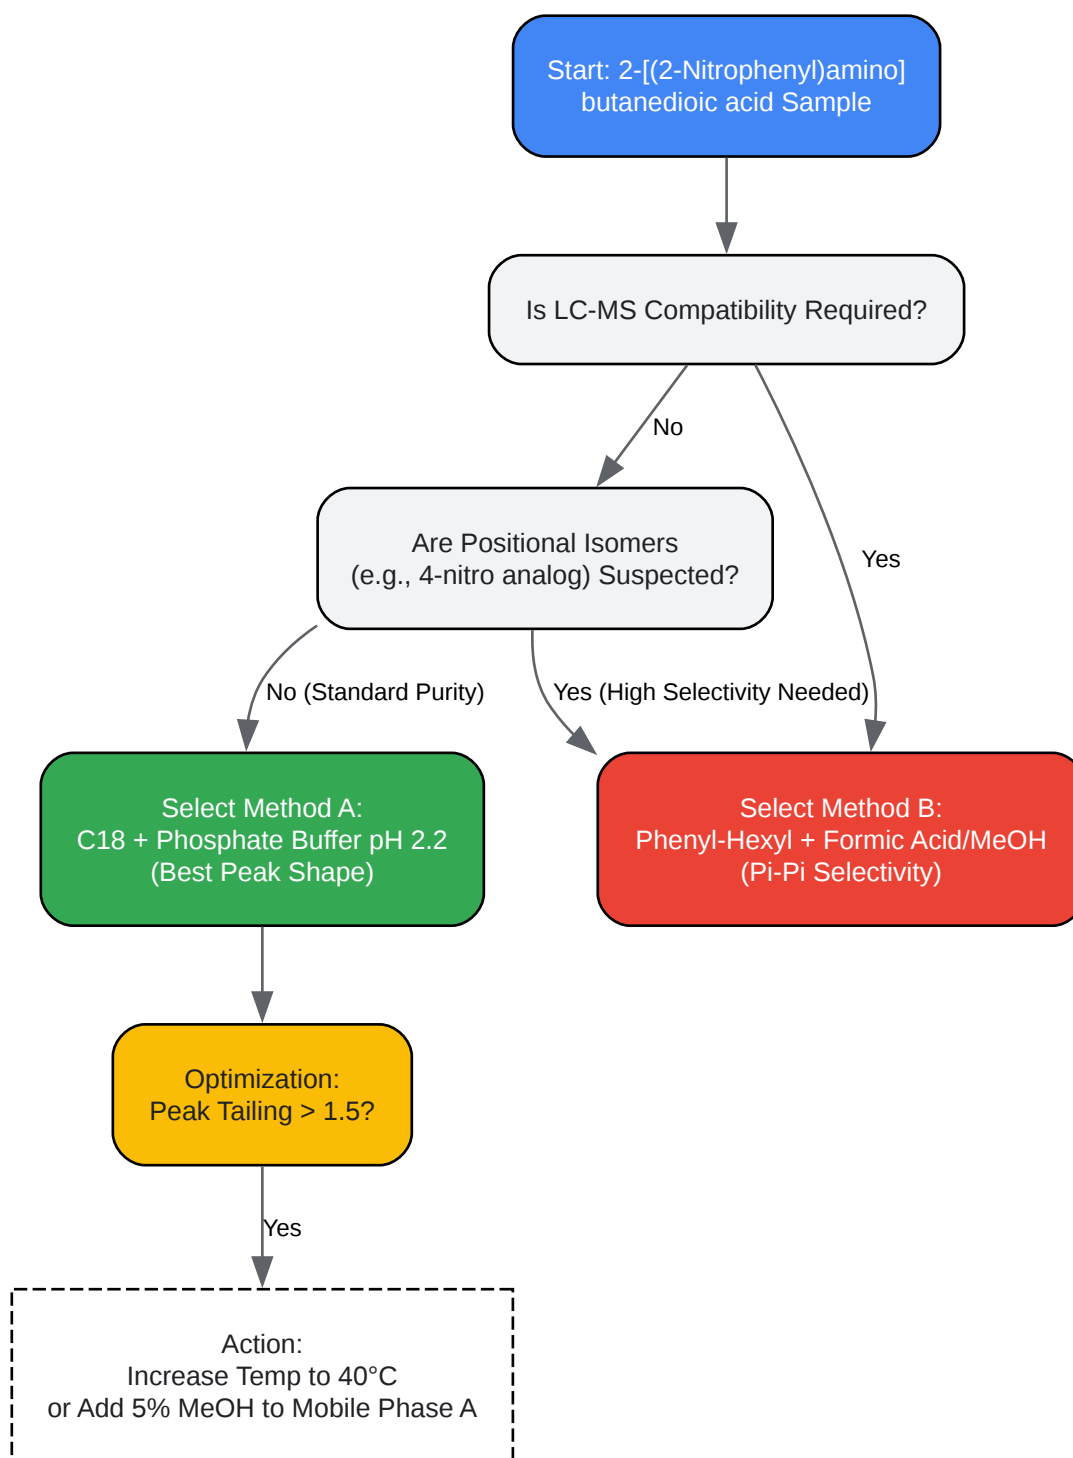 Start: 2-[(2-Nitrophenyl)amino]
butanedioic acid Sample
Is LC-MS Compatibility Required?
No
Are Positional Isomers
(e.g., 4-nitro analog) Suspected?
Yes
No (Standard Purity)
Yes (High Selectivity Needed)
Select Method A:
C18 + Phosphate Buffer pH 2.2
(Best Peak Shape)
Select Method B:
Phenyl-Hexyl + Formic Acid/MeOH
(Pi-Pi Selectivity)
Optimization:
Peak Tailing > 1.5?
Yes
Action:
Increase Temp to 40°C
or Add 5% MeOH to Mobile Phase A